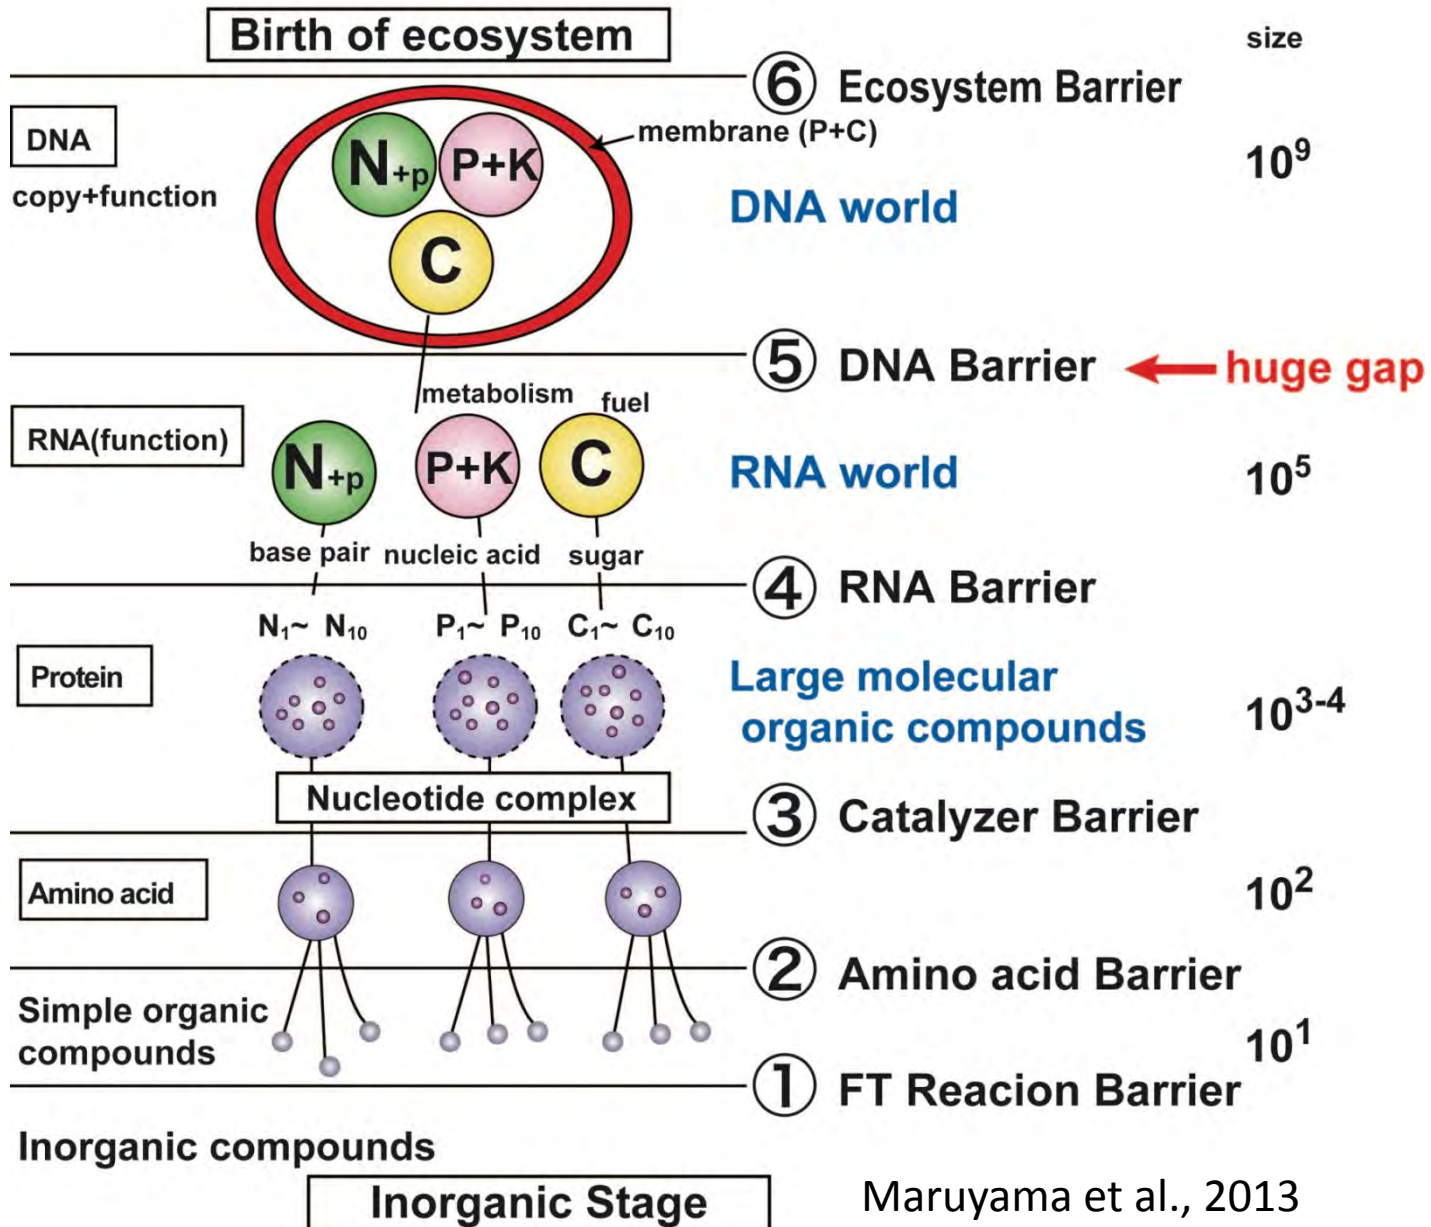 Birth of ecosystem
size
⑥ Ecosystem Barrier
membrane (P+C)
DNA
copy+function
N+p
P+K
C
DNA world
10⁹
⑤ DNA Barrier
huge gap
metabolism
fuel
RNA(function)
N+p
P+K
C
RNA world
10⁵
base pair
nucleic acid
sugar
④ RNA Barrier
N₁~ N₁₀
P₁~ P₁₀
C₁~ C₁₀
Protein
Large molecular
organic compounds
10³⁻⁴
Nucleotide complex
③ Catalyzer Barrier
Amino acid
10²
② Amino acid Barrier
Simple organic
compounds
10¹
① FT Reacion Barrier
Inorganic compounds
Inorganic Stage
Maruyama et al., 2013